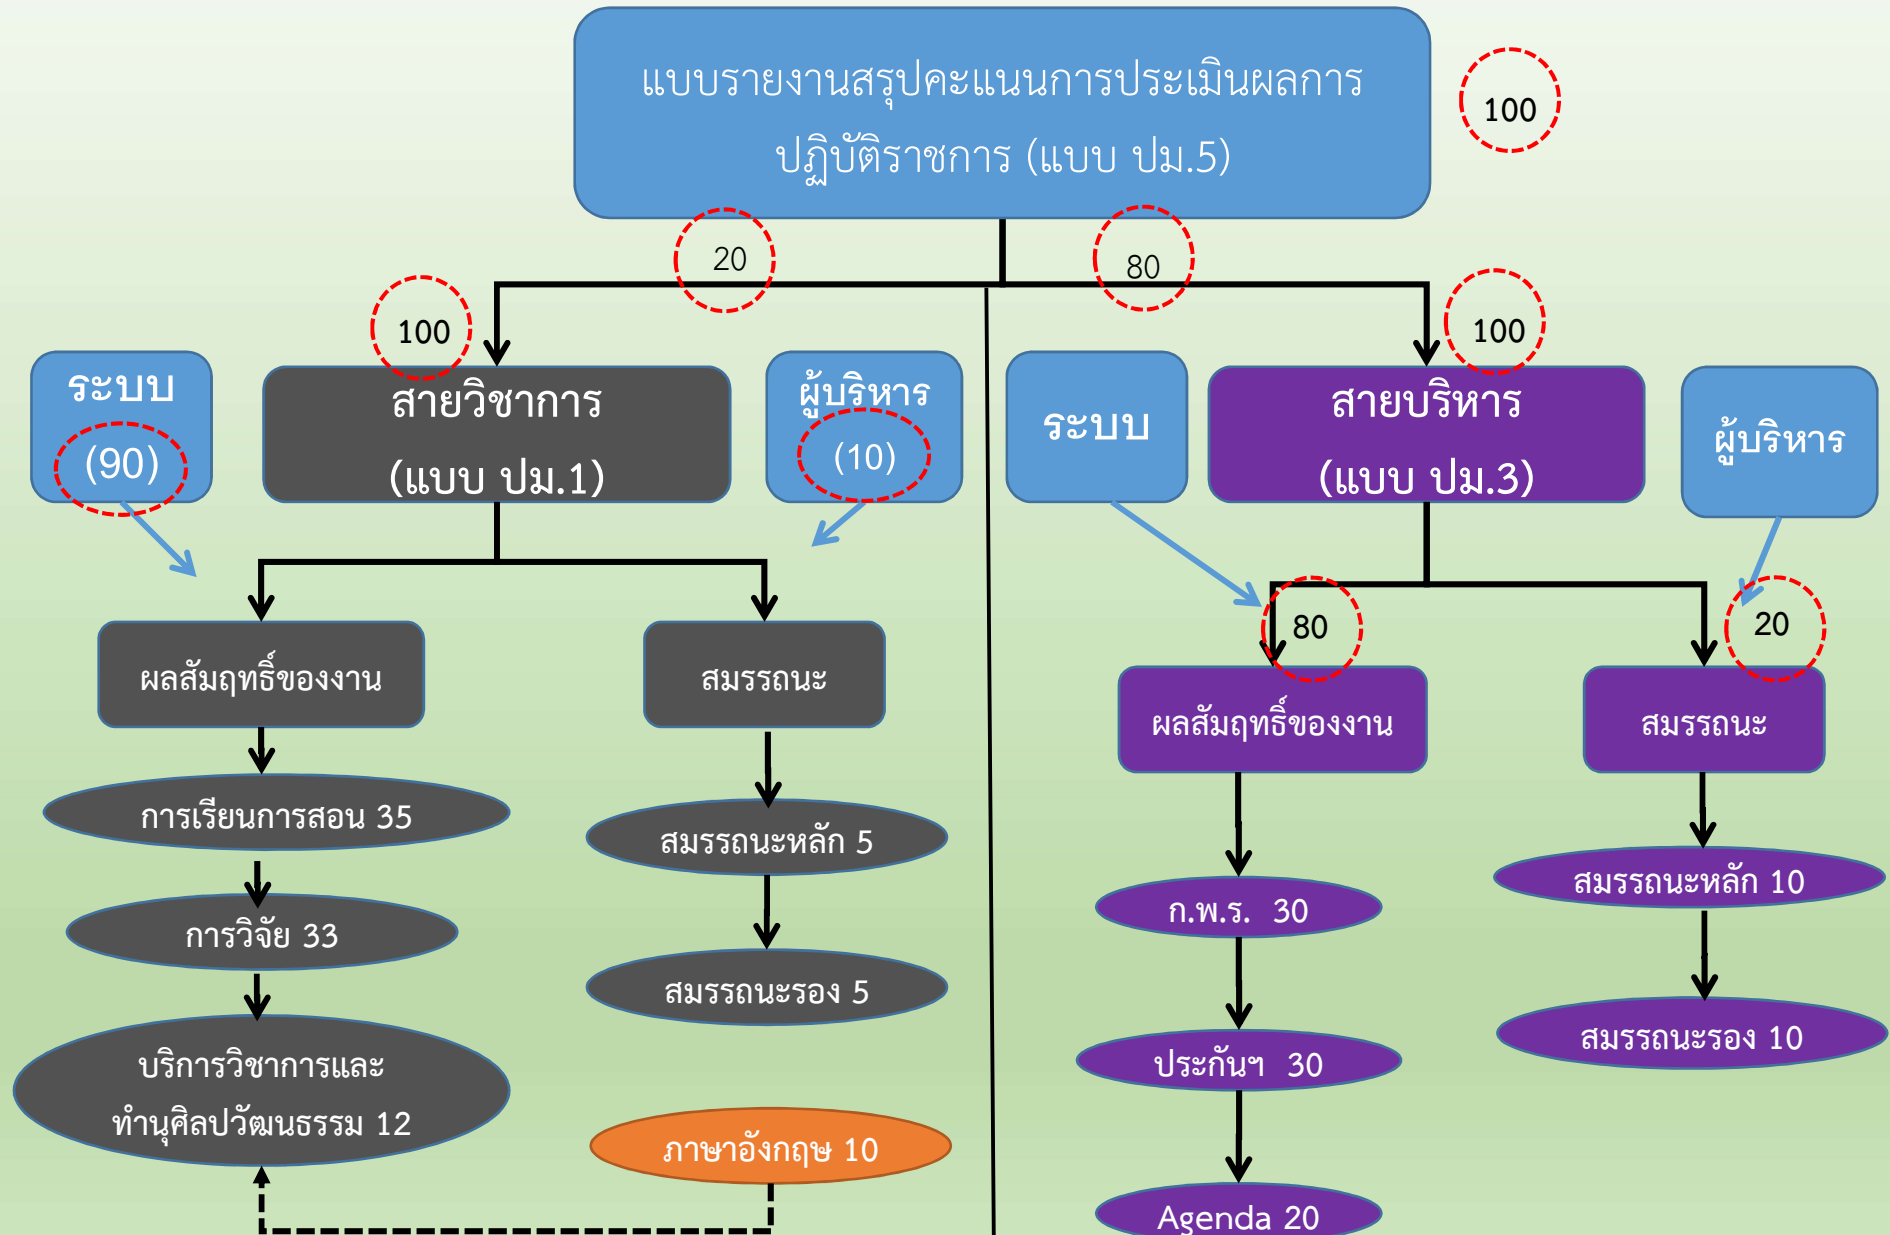 แบบรายงานสรุปคะแนนการประเมินผลการ
ปฏิบัติราชการ (แบบ ปม.5)
100
20
80
100
100
ระบบ
(90)
สายวิชาการ
(แบบ ปม.1)
ผู้บริหาร
(10)
ระบบ
สายบริหาร
(แบบ ปม.3)
ผู้บริหาร
80
20
ผลสัมฤทธิ์ของงาน
สมรรถนะ
ผลสัมฤทธิ์ของงาน
สมรรถนะ
การเรียนการสอน 35
สมรรถนะหลัก 5
สมรรถนะหลัก 10
ก.พ.ร. 30
การวิจัย 33
สมรรถนะรอง 5
สมรรถนะรอง 10
ประกันฯ 30
บริการวิชาการและ
ทำนุศิลปวัฒนธรรม 12
ภาษาอังกฤษ 10
Agenda 20